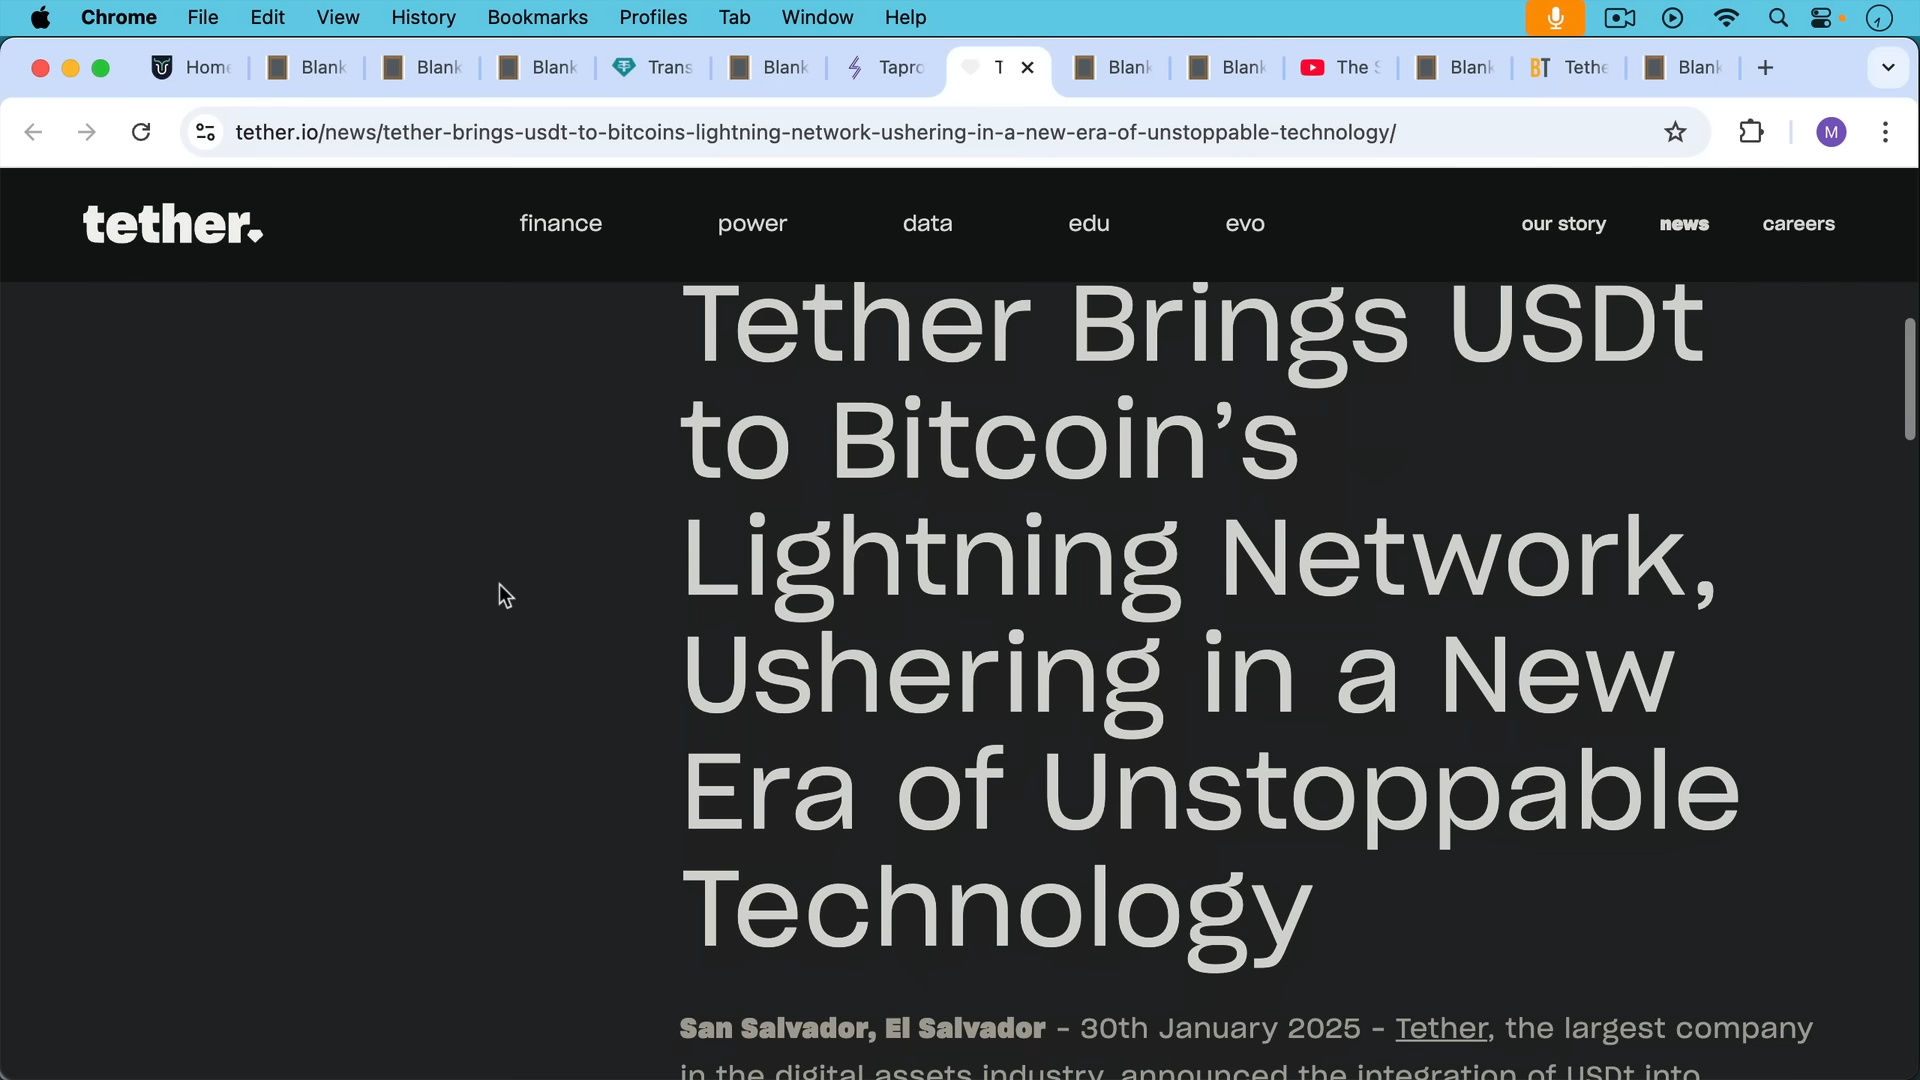 Chrome File Edit View History Bookmarks Profiles Tab Window Help
Home Blank Blank Blank Trans Blank Tapro T Blank Blank The S Blank BT Tethe Blank
tether.io/news/tether-brings-usdt-to-bitcoins-lightning-network-ushering-in-a-new-era-of-unstoppable-technology/
M
tether. finance power data edu evo our story news careers
Tether Brings USDt
to Bitcoin’s
Lightning Network,
Ushering in a New
Era of Unstoppable
Technology
San Salvador, El Salvador – 30th January 2025 – Tether, the largest company
in the digital assets industry, announced the integration of USDt into